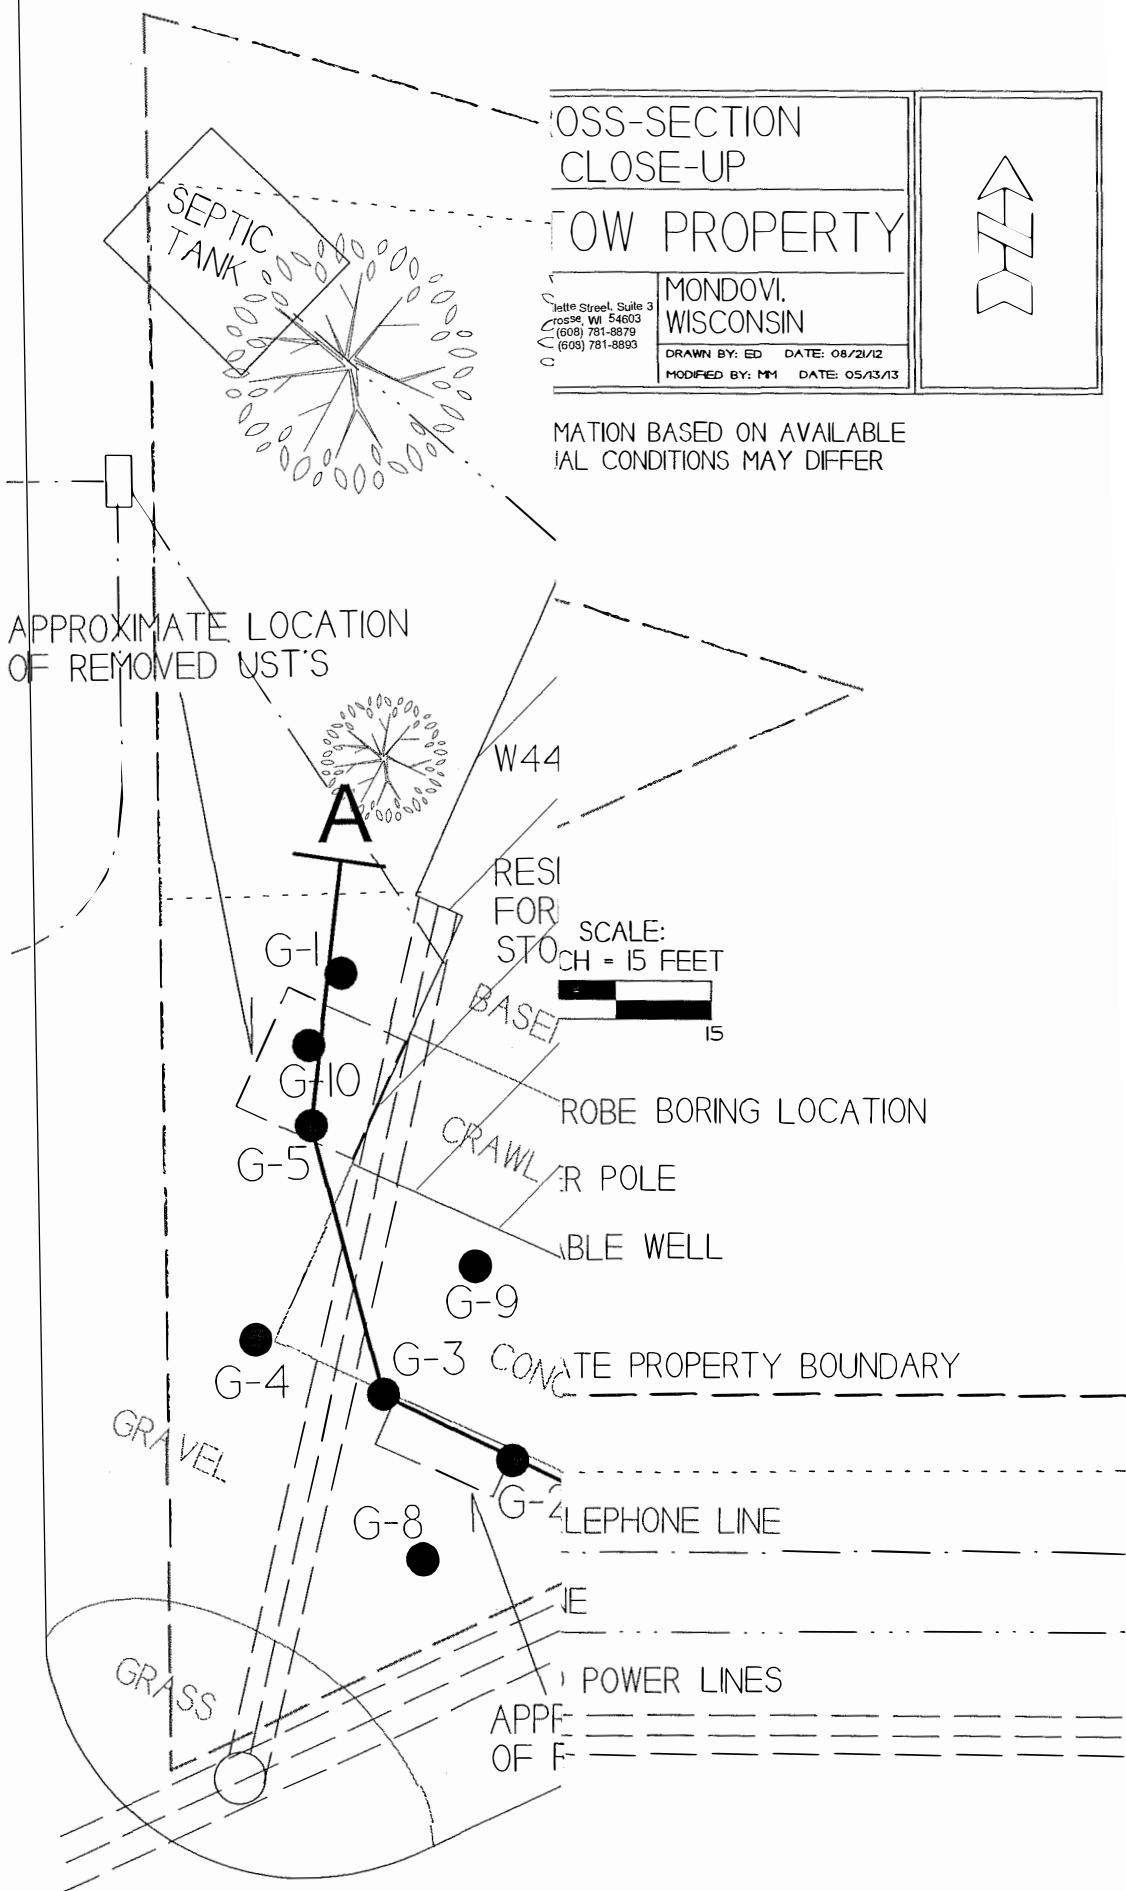 OSS-SECTION
CLOSE-UP
TOW PROPERTY
lette Street, Suite 3
rosse, WI 54603
(608) 781-8879
(608) 781-8893
MONDOVI,
WISCONSIN
DRAWN BY: ED DATE: 08/21/12
MODIFIED BY: MM DATE: 05/13/13
SEPTIC
TANK
MATION BASED ON AVAILABLE
AL CONDITIONS MAY DIFFER
APPROXIMATE LOCATION
OF REMOVED UST'S
W44
A
RESI
FOR
STO
SCALE:
CH = 15 FEET
15
G-1
BASE
G-10
ROBE BORING LOCATION
CRAWL
G-5
R POLE
BLE WELL
G-9
G-3
CONC
ATE PROPERTY BOUNDARY
G-4
GRAVEL
G-2
G-8
LEPHONE LINE
NE
GRASS
POWER LINES
APPR
OF R